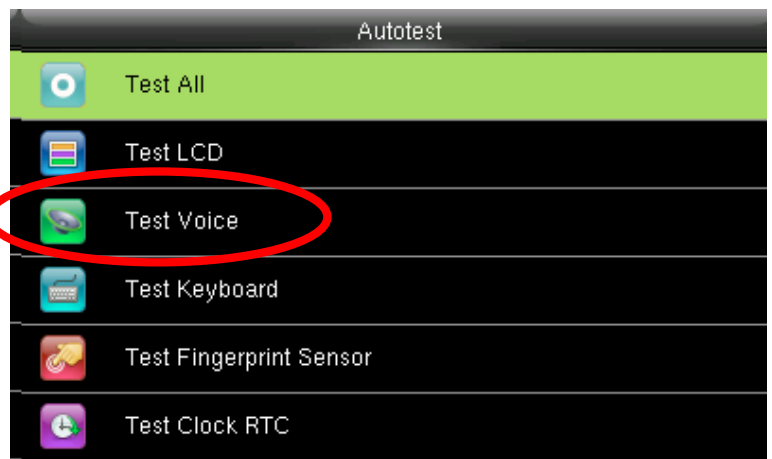 Autotest
Test All
Test LCD
Test Voice
Test Keyboard
Test Fingerprint Sensor
Test Clock RTC